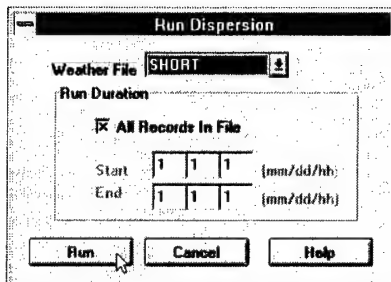 Run Dispersion
Weather File SHORT
Run Duration
All Records In File
Start 1 1 1 (mm/dd/hh)
End 1 1 1 (mm/dd/hh)
Run Cancel Help